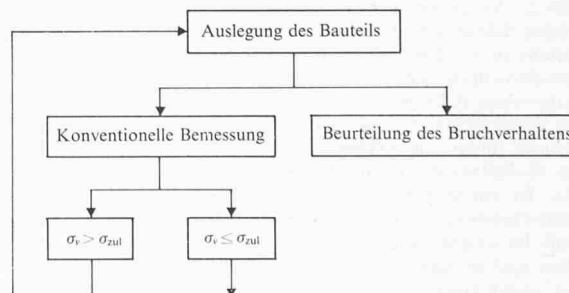 Auslegung des Bauteils
Konventionelle Bemessung
Beurteilung des Bruchverhaltens
σv > σzul
σv ≤ σzul